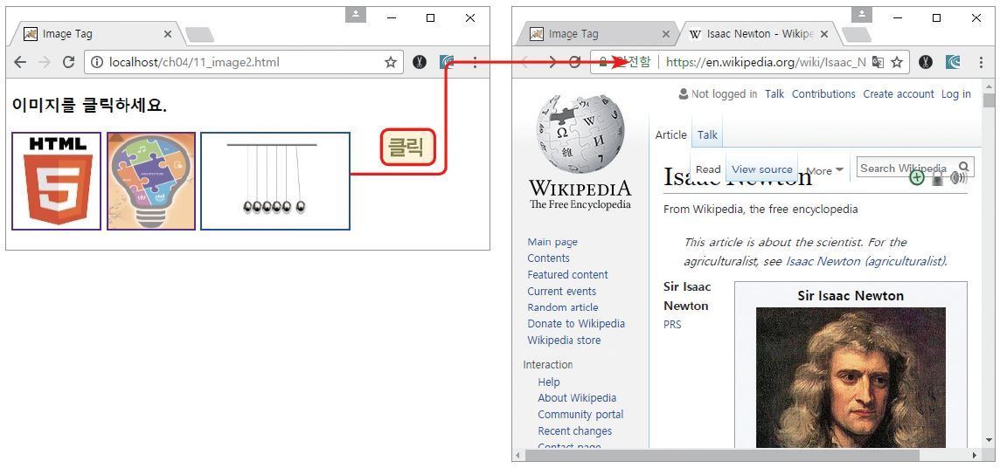 Image Tag
localhost/ch04/11_image2.html
이미지를 클릭하세요.
HTML
5
클릭
Image Tag
Isaac Newton - Wikipe
https://en.wikipedia.org/wiki/Isaac_N
Not logged in Talk Contributions Create account Log in
Article Talk
Read View source More Search Wikipedia
WIKIPEDIA
The Free Encyclopedia
Isaac Newton
From Wikipedia, the free encyclopedia
This article is about the scientist. For the
agriculturalist, see Isaac Newton (agriculturalist).
Main page
Contents
Featured content
Current events
Random article
Donate to Wikipedia
Wikipedia store
Interaction
Help
About Wikipedia
Community portal
Recent changes
Contact page
Sir Isaac
Newton
PRS
Sir Isaac Newton